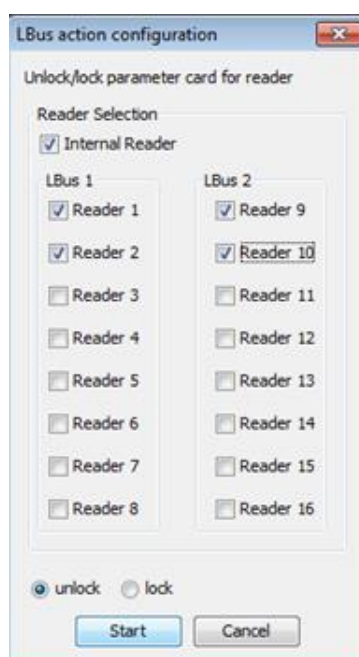 LBus action configuration
Unlock/lock parameter card for reader
Reader Selection
Internal Reader
LBus 1
LBus 2
Reader 1
Reader 9
Reader 2
Reader 10
Reader 3
Reader 11
Reader 4
Reader 12
Reader 5
Reader 13
Reader 6
Reader 14
Reader 7
Reader 15
Reader 8
Reader 16
unlock
lock
Start
Cancel